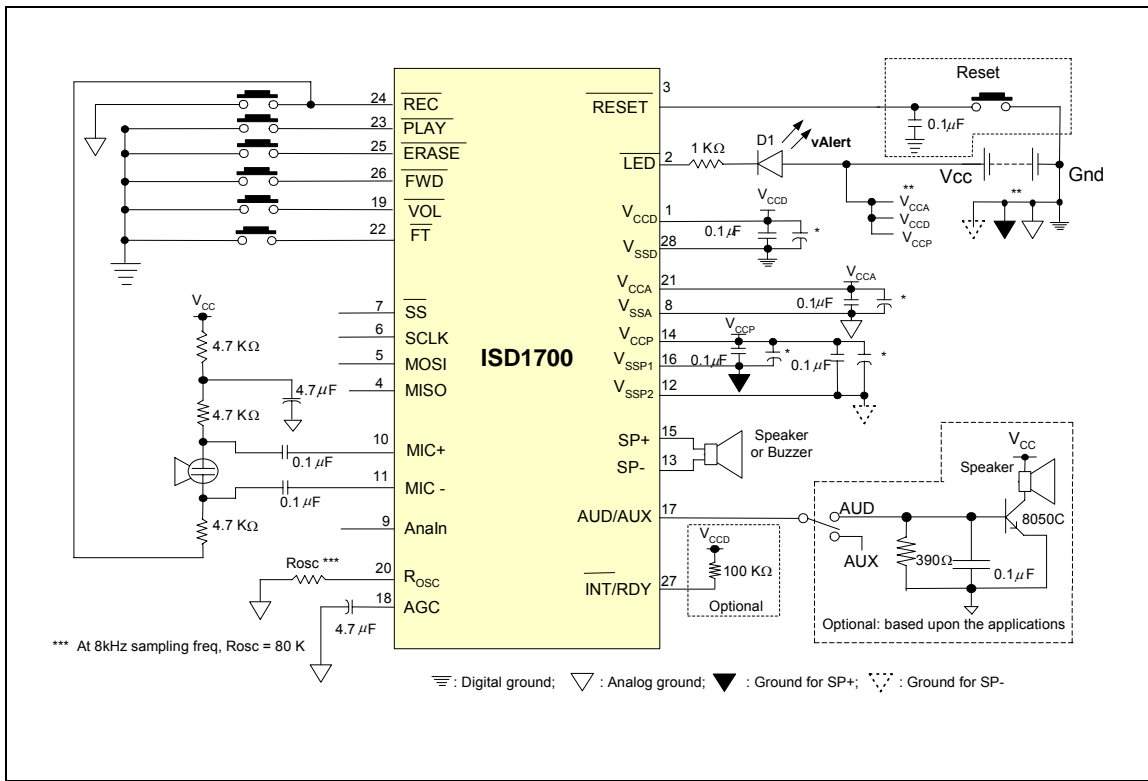 Reset
3
24
REC
RESET
23
PLAY
0.1µF
25
ERASE
D1
vAlert
1 KΩ
2
LED
26
FWD
Vcc
Gnd
19
VOL
**
**
VCCA
VCCD
VCCP
VCCD
VCCD
1
0.1µF
*
22
FT
VSSD
28
VCCA
VCCA
21
0.1µF
*
VSSA
8
VCC
7
SS
6
SCLK
VCCP
VCCP
14
4.7 KΩ
5
MOSI
ISD1700
VSSP1
16
0.1µF
*
0.1µF
*
4
MISO
4.7µF
VSSP2
12
4.7 KΩ
10
MIC+
0.1µF
SP+
15
Speaker
or Buzzer
SP-
13
11
MIC -
0.1µF
VCC
Speaker
4.7 KΩ
9
AnaIn
AUD/AUX
17
AUD
8050C
AUX
390Ω
0.1µF
VCCD
100 KΩ
Rosc ***
20
ROSC
INT/RDY
27
Optional
18
AGC
4.7 µF
Optional: based upon the applications
*** At 8kHz sampling freq, Rosc = 80 K
: Digital ground; : Analog ground; : Ground for SP+; : Ground for SP-